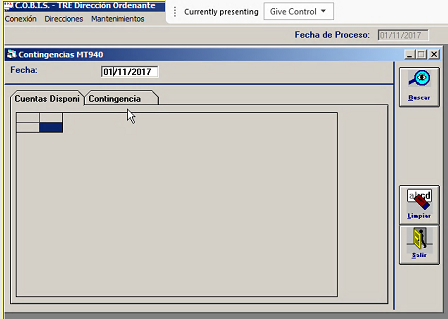 C.O.B.I.S. - TRE Dirección Ordenante
Currently presenting Give Control
Conexión Direcciones Mantenimientos
Fecha de Proceso: 01/11/2017
Contingencias MT940
Fecha: 01/11/2017
Buscar
Cuentas Disponi Contingencia
abcd
Limpiar
Salir